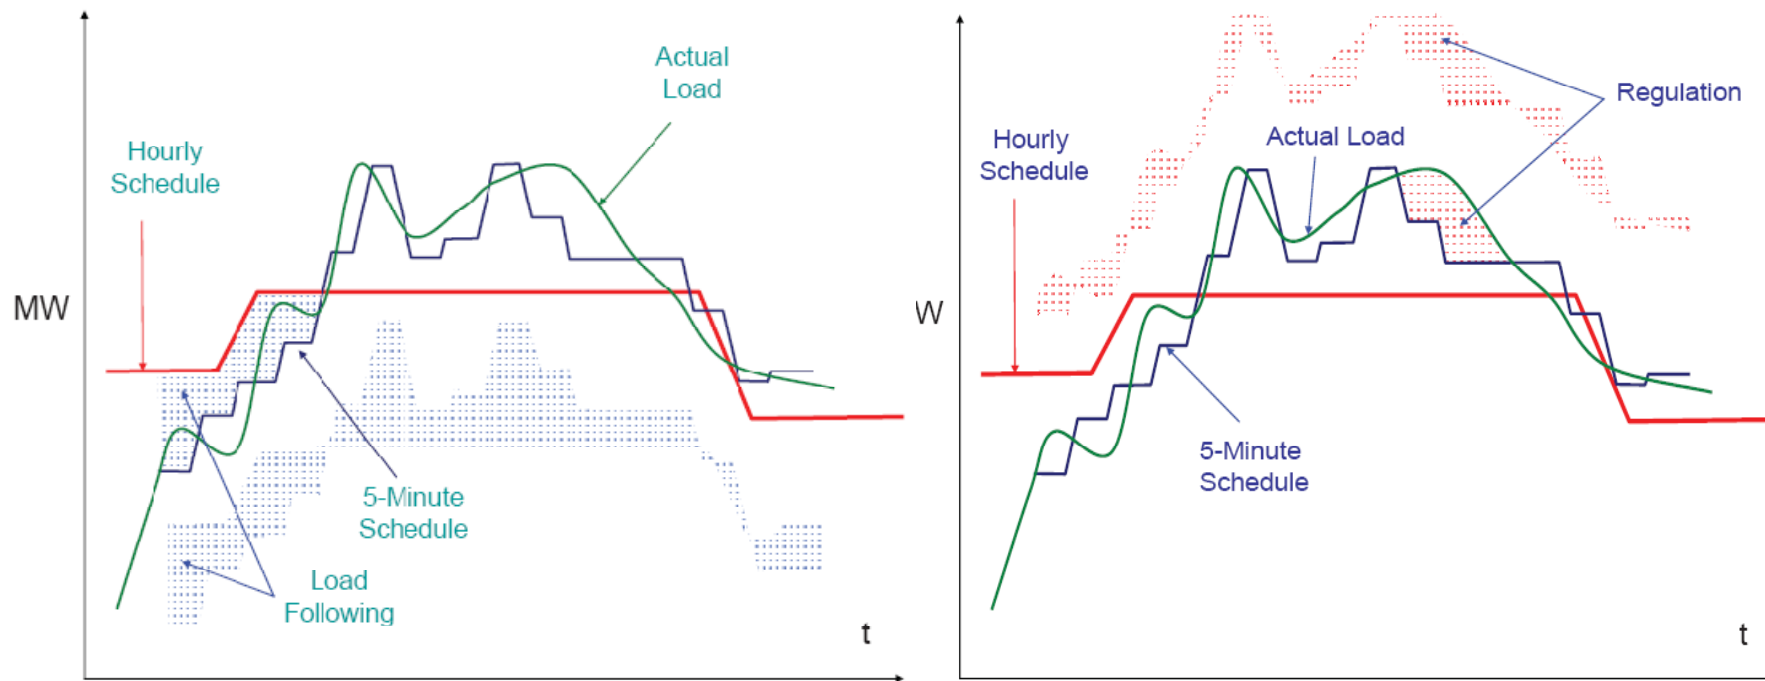 Actual
Load
Hourly
Schedule
MW
5-Minute
Schedule
Load
Following
t
Regulation
Actual Load
Hourly
Schedule
W
5-Minute
Schedule
t